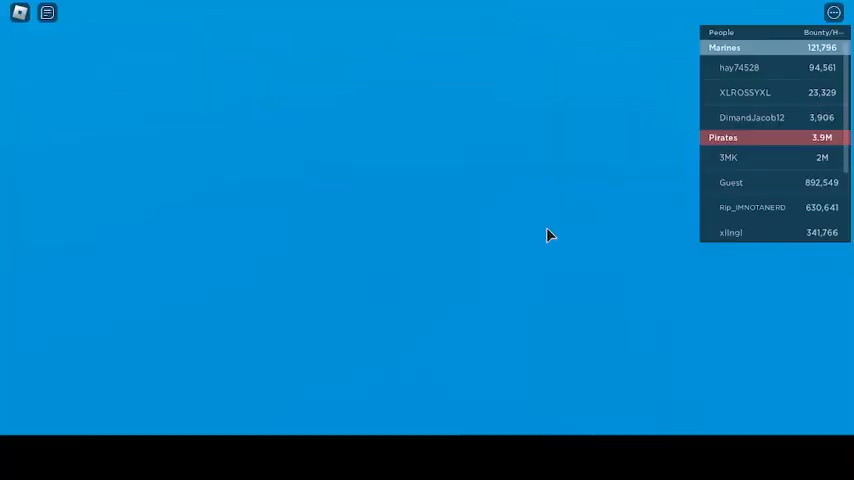 People Bounty/H...
Marines 121,796
hay74528 94,561
XLROSSYXL 23,329
DimandJacob12 3,906
Pirates 3.9M
3MK 2M
Guest 892,549
Rip_IMNOTANERD 630,641
xllngl 341,766